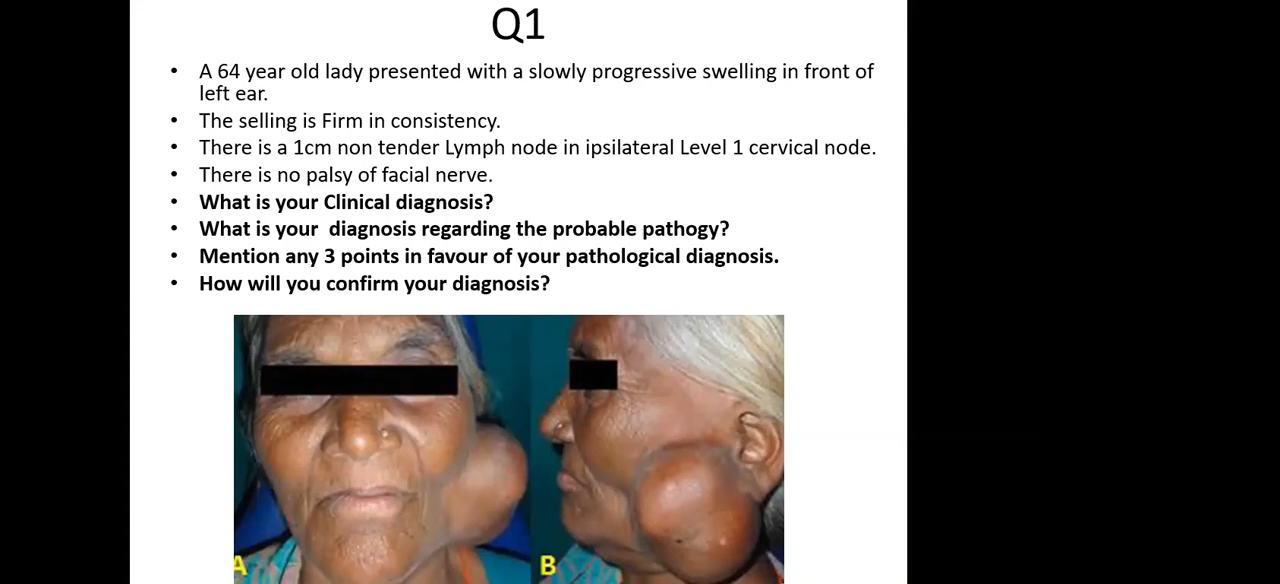 Q1
• A 64 year old lady presented with a slowly progressive swelling in front of
left ear.
• The selling is Firm in consistency.
• There is a 1cm non tender Lymph node in ipsilateral Level 1 cervical node.
• There is no palsy of facial nerve.
• What is your Clinical diagnosis?
• What is your  diagnosis regarding the probable pathogy?
• Mention any 3 points in favour of your pathological diagnosis.
• How will you confirm your diagnosis?
A
B